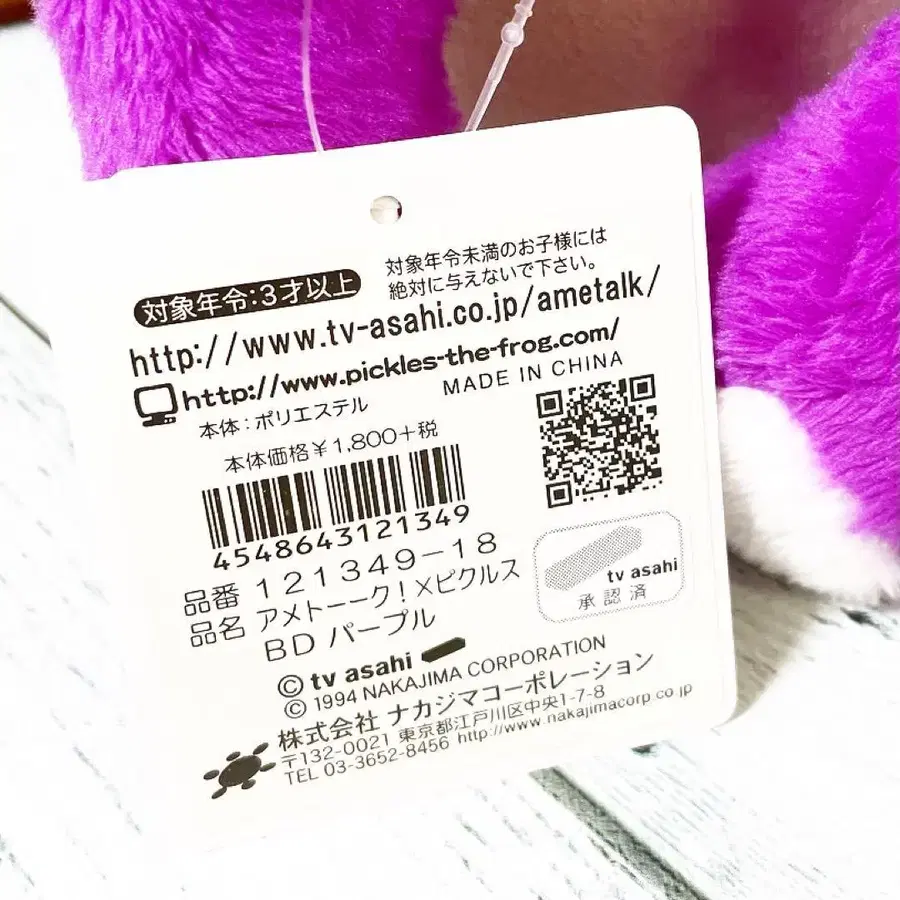 対象年令:3才以上
対象年令未満のお子様には
絶対に与えないで下さい。
http://www.tv-asahi.co.jp/ametalk/
http://www.pickles-the-frog.com/
本体:ポリエステル
MADE IN CHINA
本体価格¥1,800+税
4548643121349
品番 121349-18
品名 アメトーーク!×ピクルス
BD パープル
tv asahi
承認済
© tv asahi
© 1994 NAKAJIMA CORPORATION
株式会社 ナカジマコーポレーション
〒132-0021 東京都江戸川区中央1-7-8
TEL 03-3652-8456 http://www.nakajimacorp.co.jp